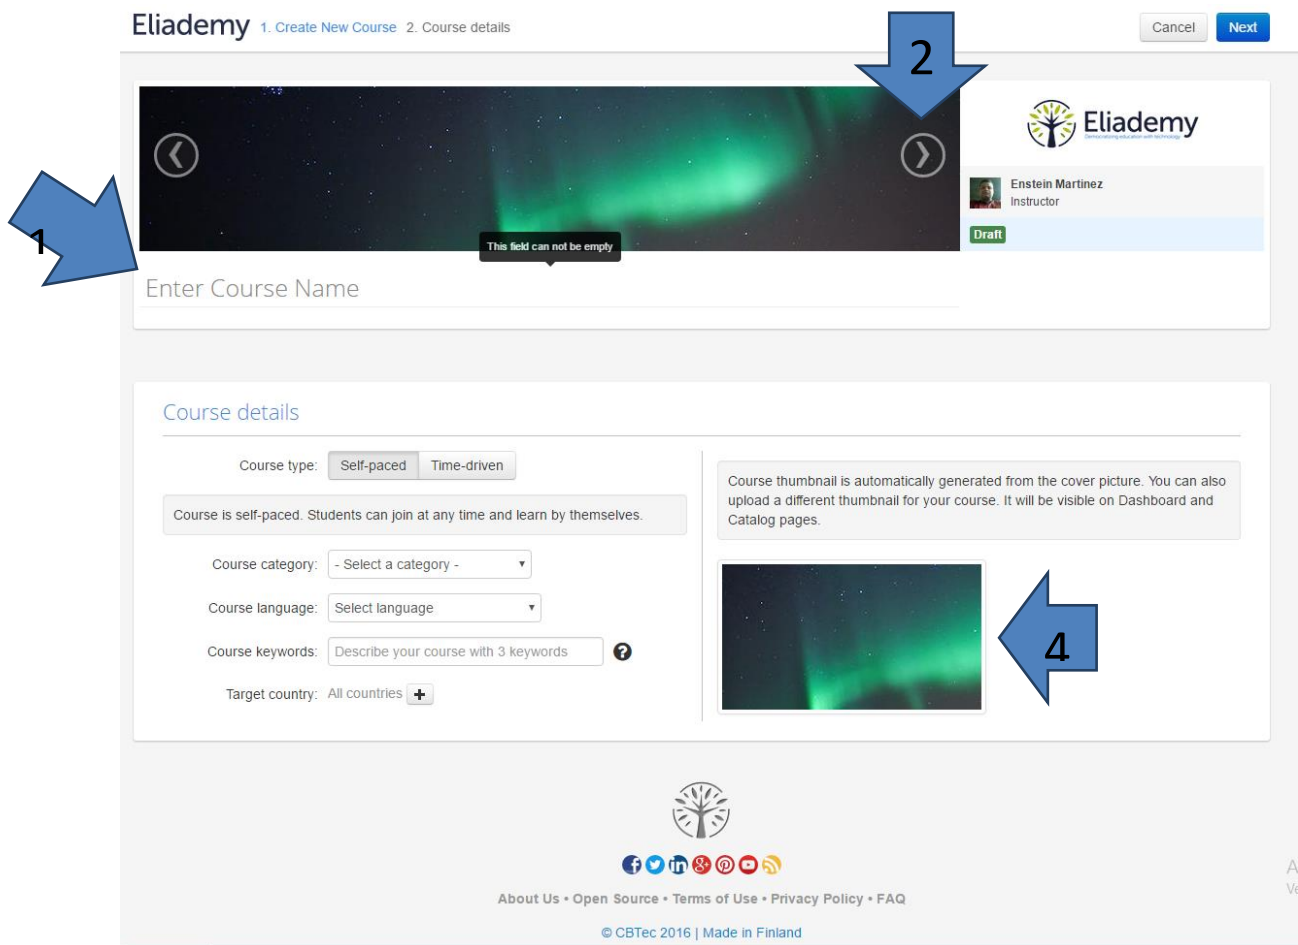 Eliademy 1. Create New Course 2. Course details
Cancel Next
2
Eliademy
Democratizing education with technology
Enstein Martinez
Instructor
Draft
1
This field can not be empty
Enter Course Name
Course details
Course type: Self-paced Time-driven
Course is self-paced. Students can join at any time and learn by themselves.
Course category: - Select a category -
Course language: Select language
Course keywords: Describe your course with 3 keywords ?
Target country: All countries +
Course thumbnail is automatically generated from the cover picture. You can also
upload a different thumbnail for your course. It will be visible on Dashboard and
Catalog pages.
4
About Us • Open Source • Terms of Use • Privacy Policy • FAQ
© CBTec 2016 | Made in Finland